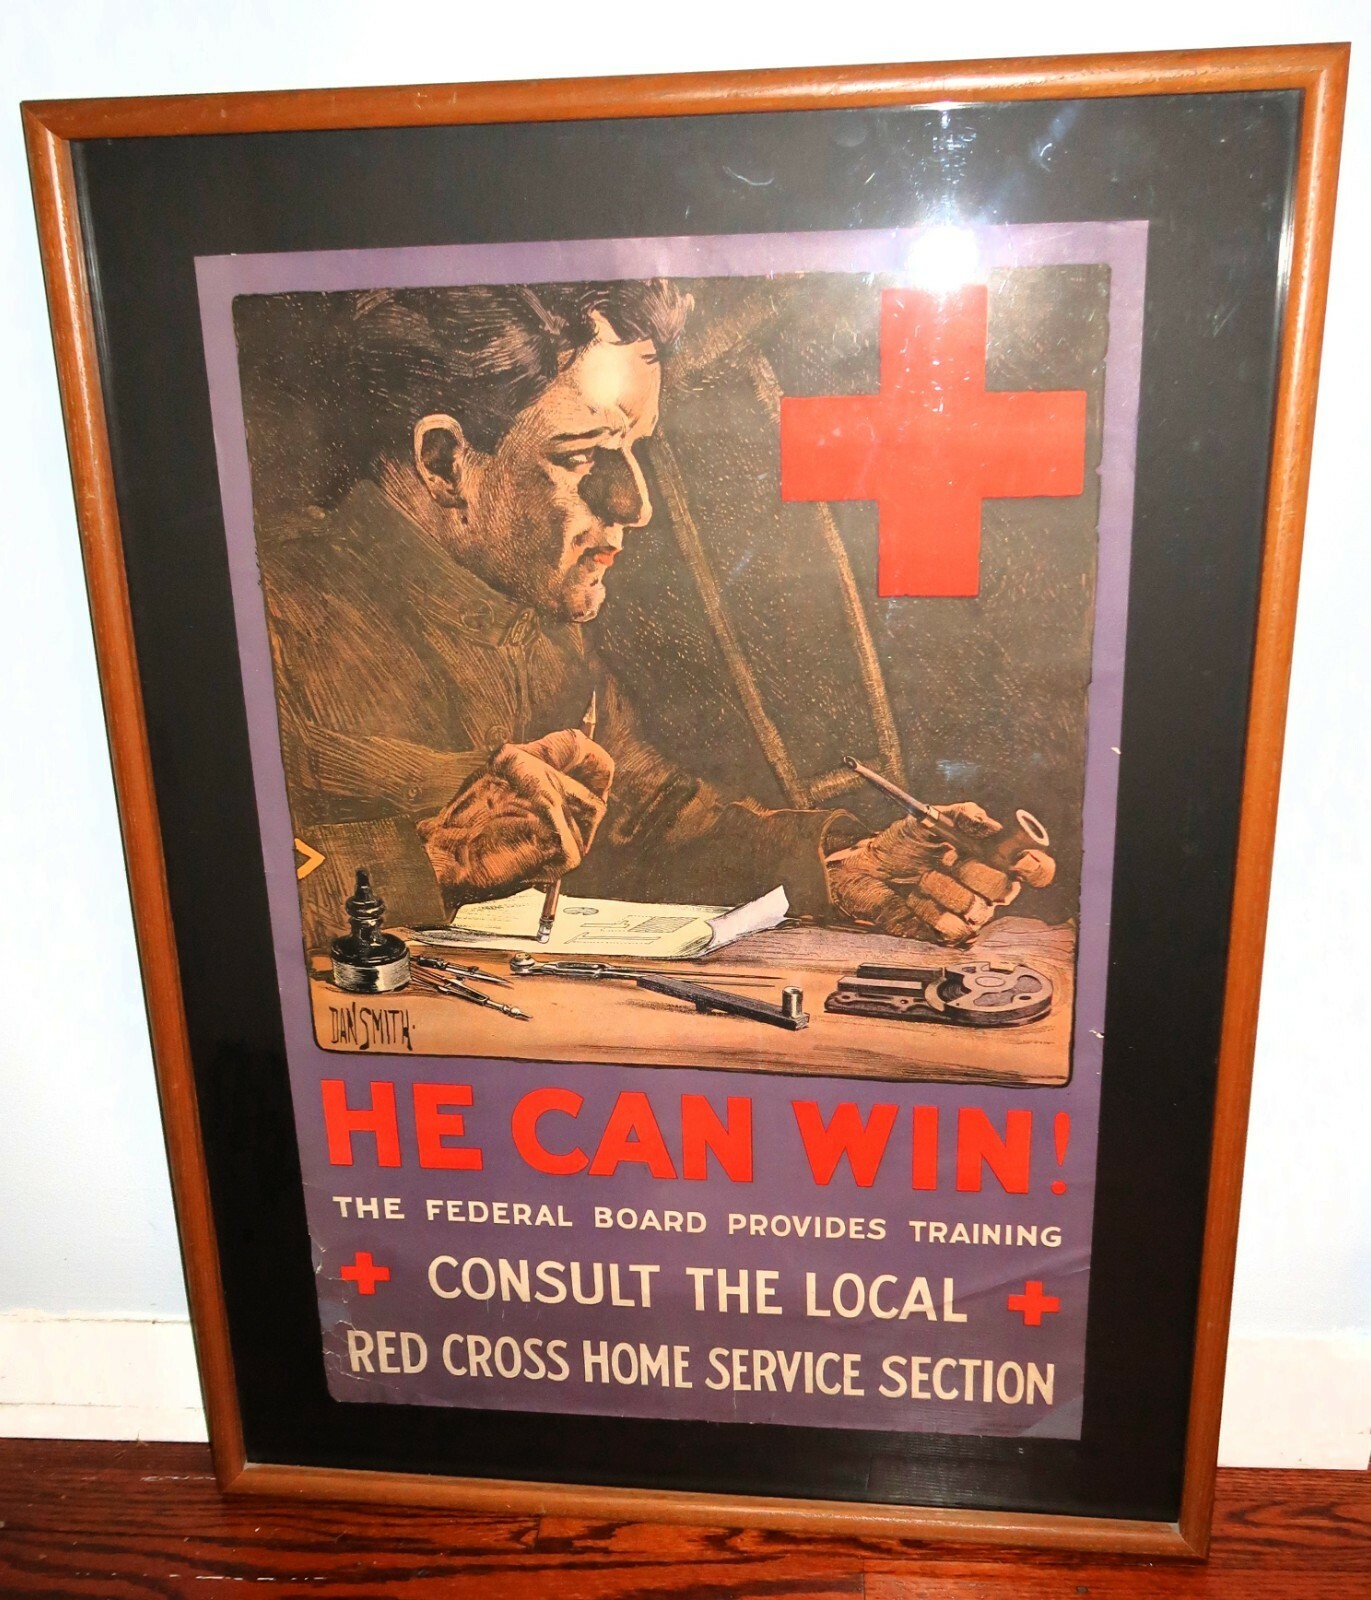 DAN SMITH.
HE CAN WIN!
THE FEDERAL BOARD PROVIDES TRAINING
CONSULT THE LOCAL
RED CROSS HOME SERVICE SECTION